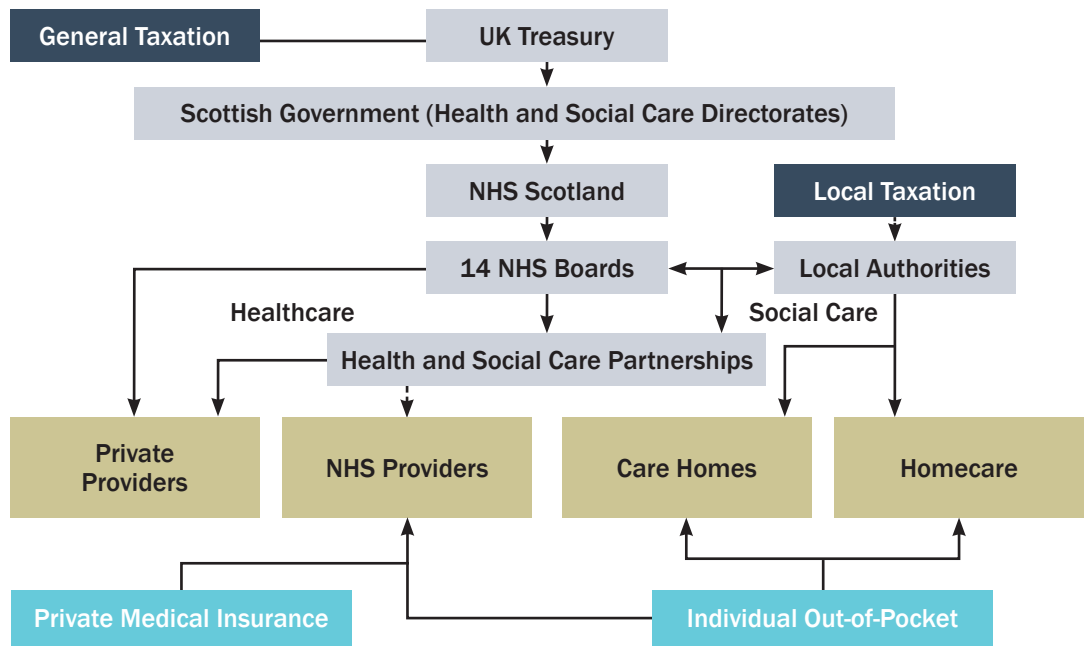 General Taxation
UK Treasury
Scottish Government (Health and Social Care Directorates)
NHS Scotland
Local Taxation
14 NHS Boards
Local Authorities
Healthcare
Social Care
Health and Social Care Partnerships
Private
Providers
NHS Providers
Care Homes
Homecare
Private Medical Insurance
Individual Out-of-Pocket